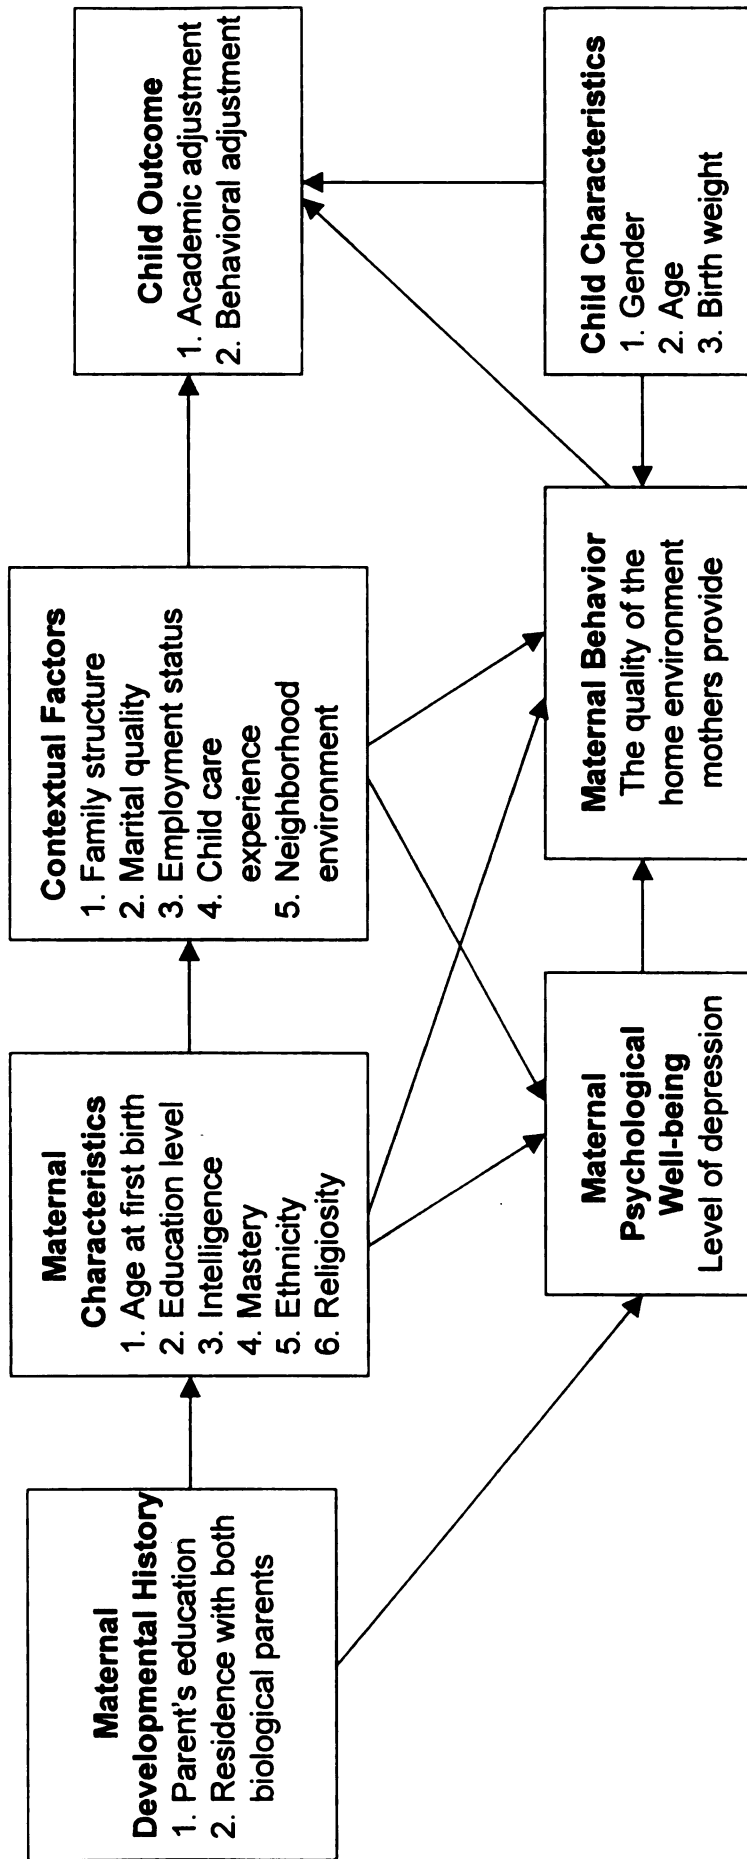 Maternal
Developmental History
1. Parent's education
2. Residence with both
biological parents
Maternal
Characteristics
1. Age at first birth
2. Education level
3. Intelligence
4. Mastery
5. Ethnicity
6. Religiosity
Contextual Factors
1. Family structure
2. Marital quality
3. Employment status
4. Child care
experience
5. Neighborhood
environment
Child Outcome
1. Academic adjustment
2. Behavioral adjustment
Maternal
Psychological
Well-being
Level of depression
Maternal Behavior
The quality of the
home environment
mothers provide
Child Characteristics
1. Gender
2. Age
3. Birth weight